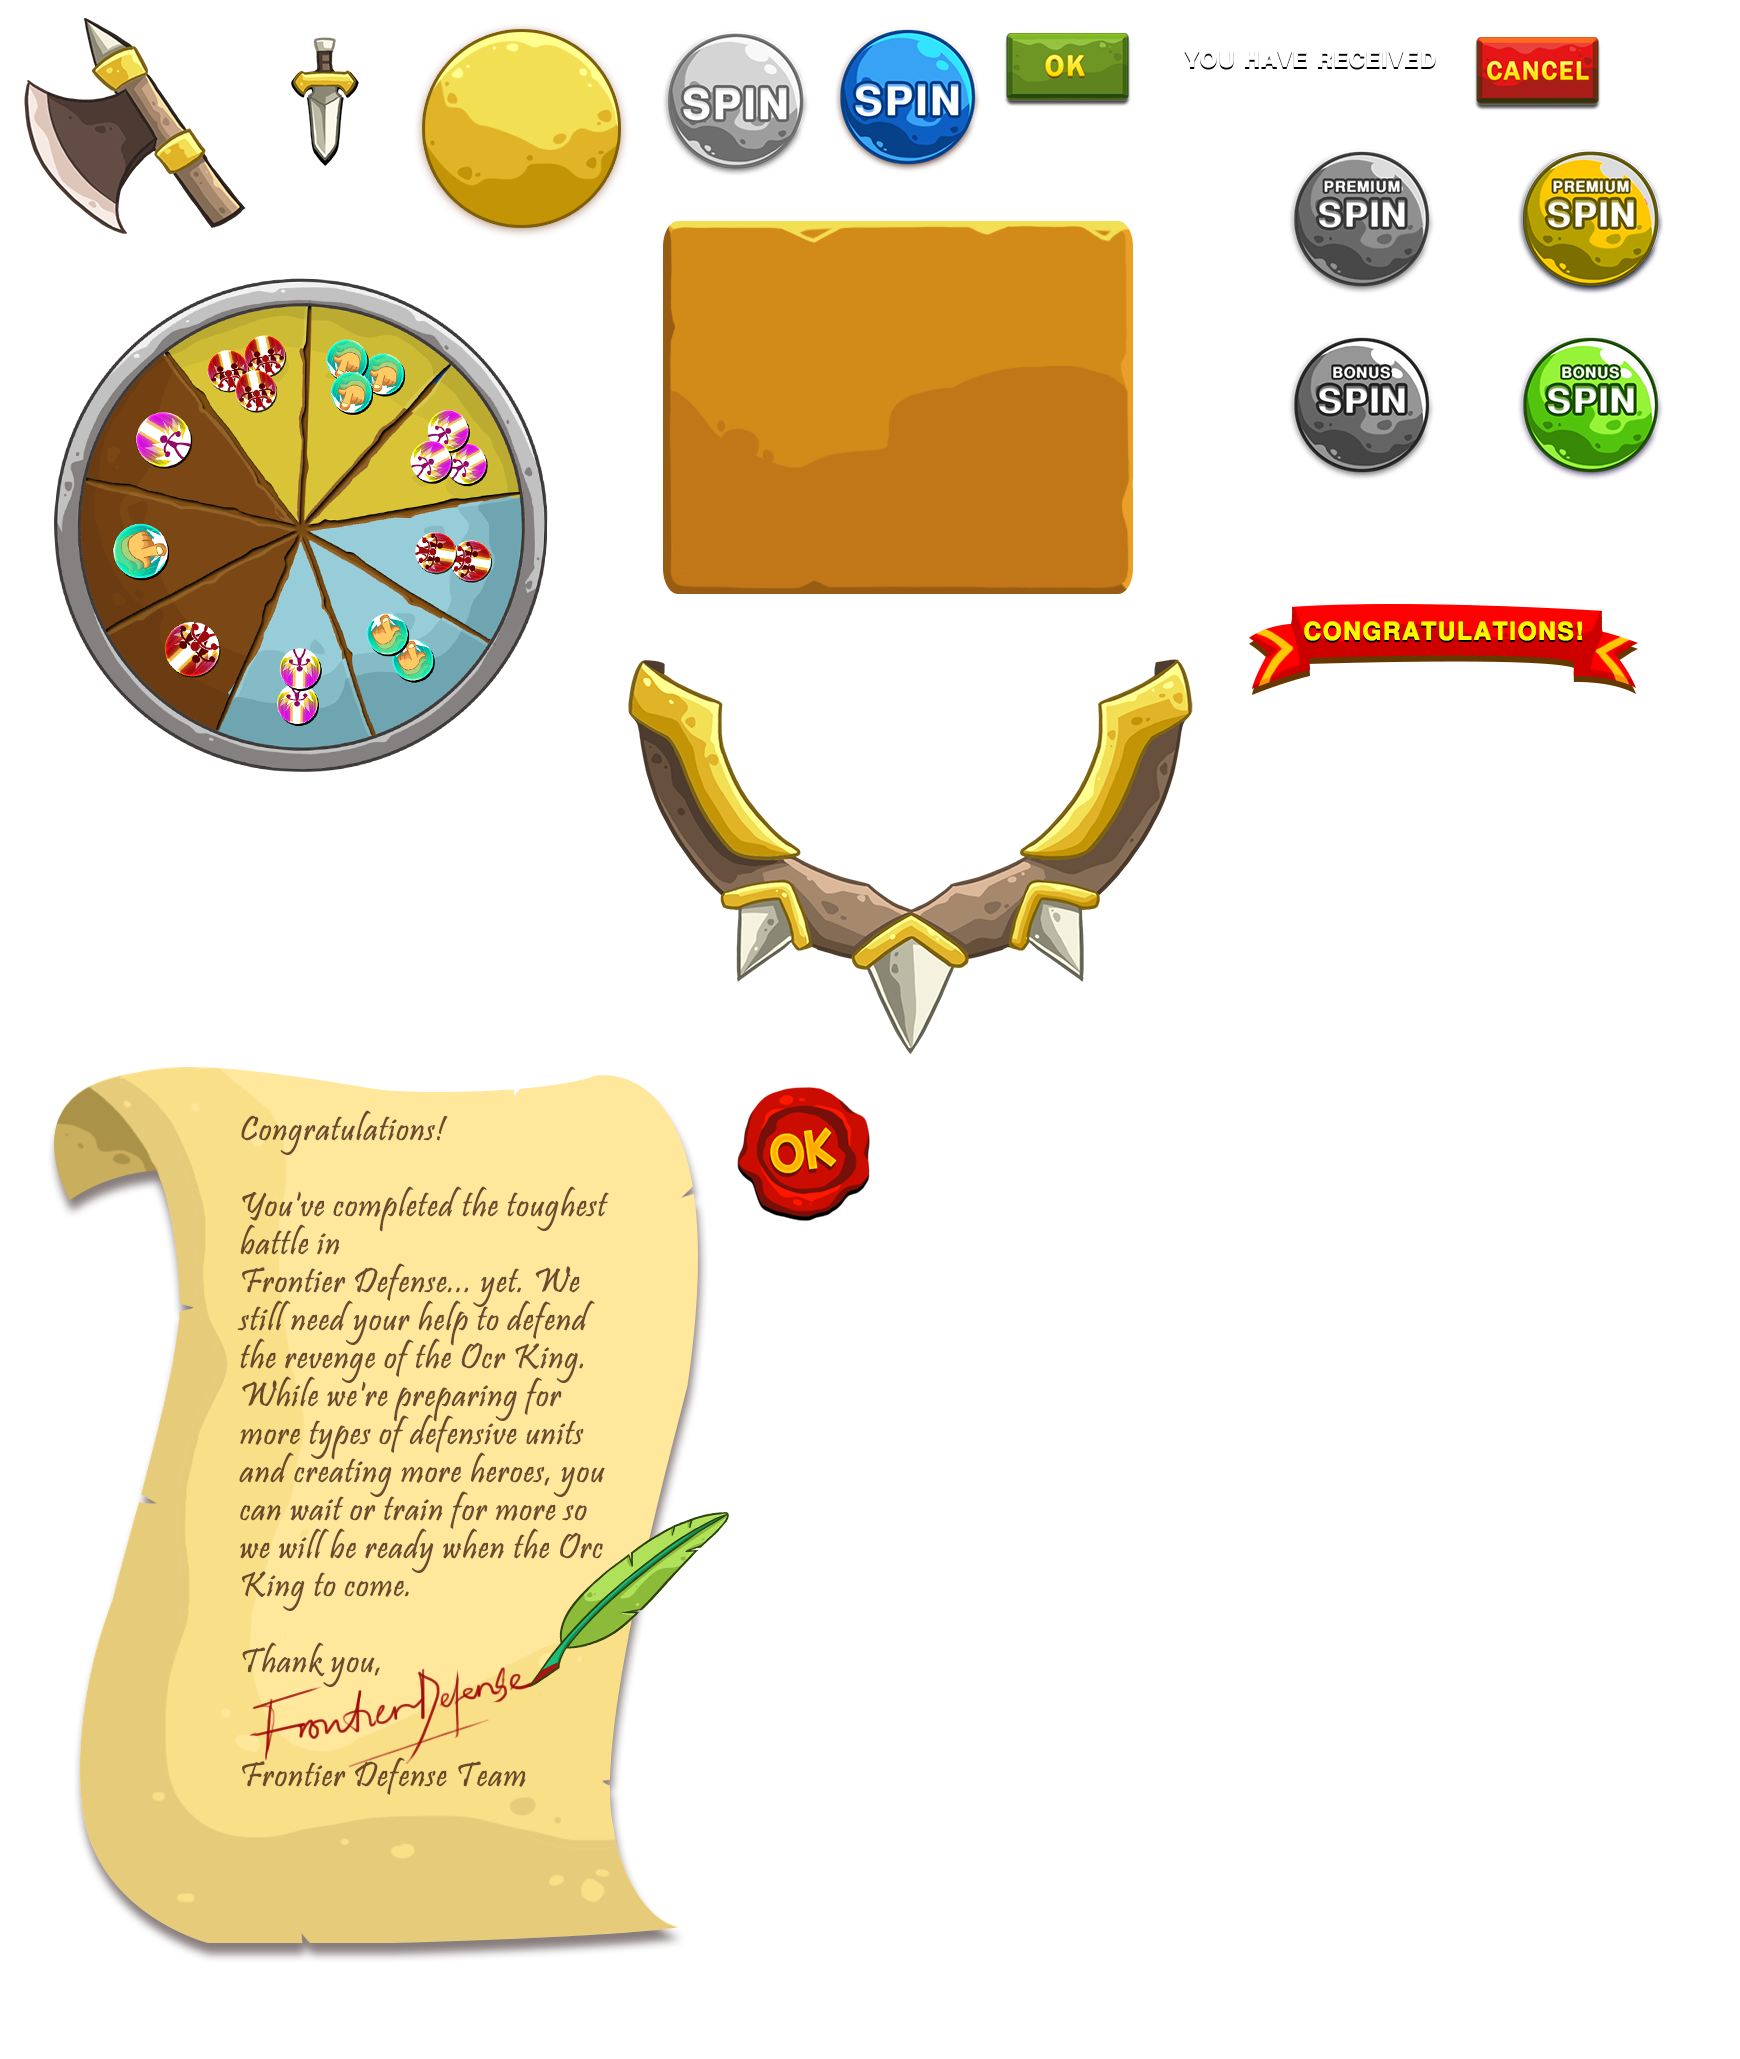 SPIN
SPIN
OK
YOU HAVE RECEIVED
CANCEL
PREMIUM
SPIN
PREMIUM
SPIN
BONUS
SPIN
BONUS
SPIN
CONGRATULATIONS!
Congratulations!
You've completed the toughest
battle in
Frontier Defense... yet. We
still need your help to defend
the revenge of the Ocr King.
While we're preparing for
more types of defensive units
and creating more heroes, you
can wait or train for more so
we will be ready when the Orc
King to come.
Thank you,
Frontier Defense
Frontier Defense Team
OK